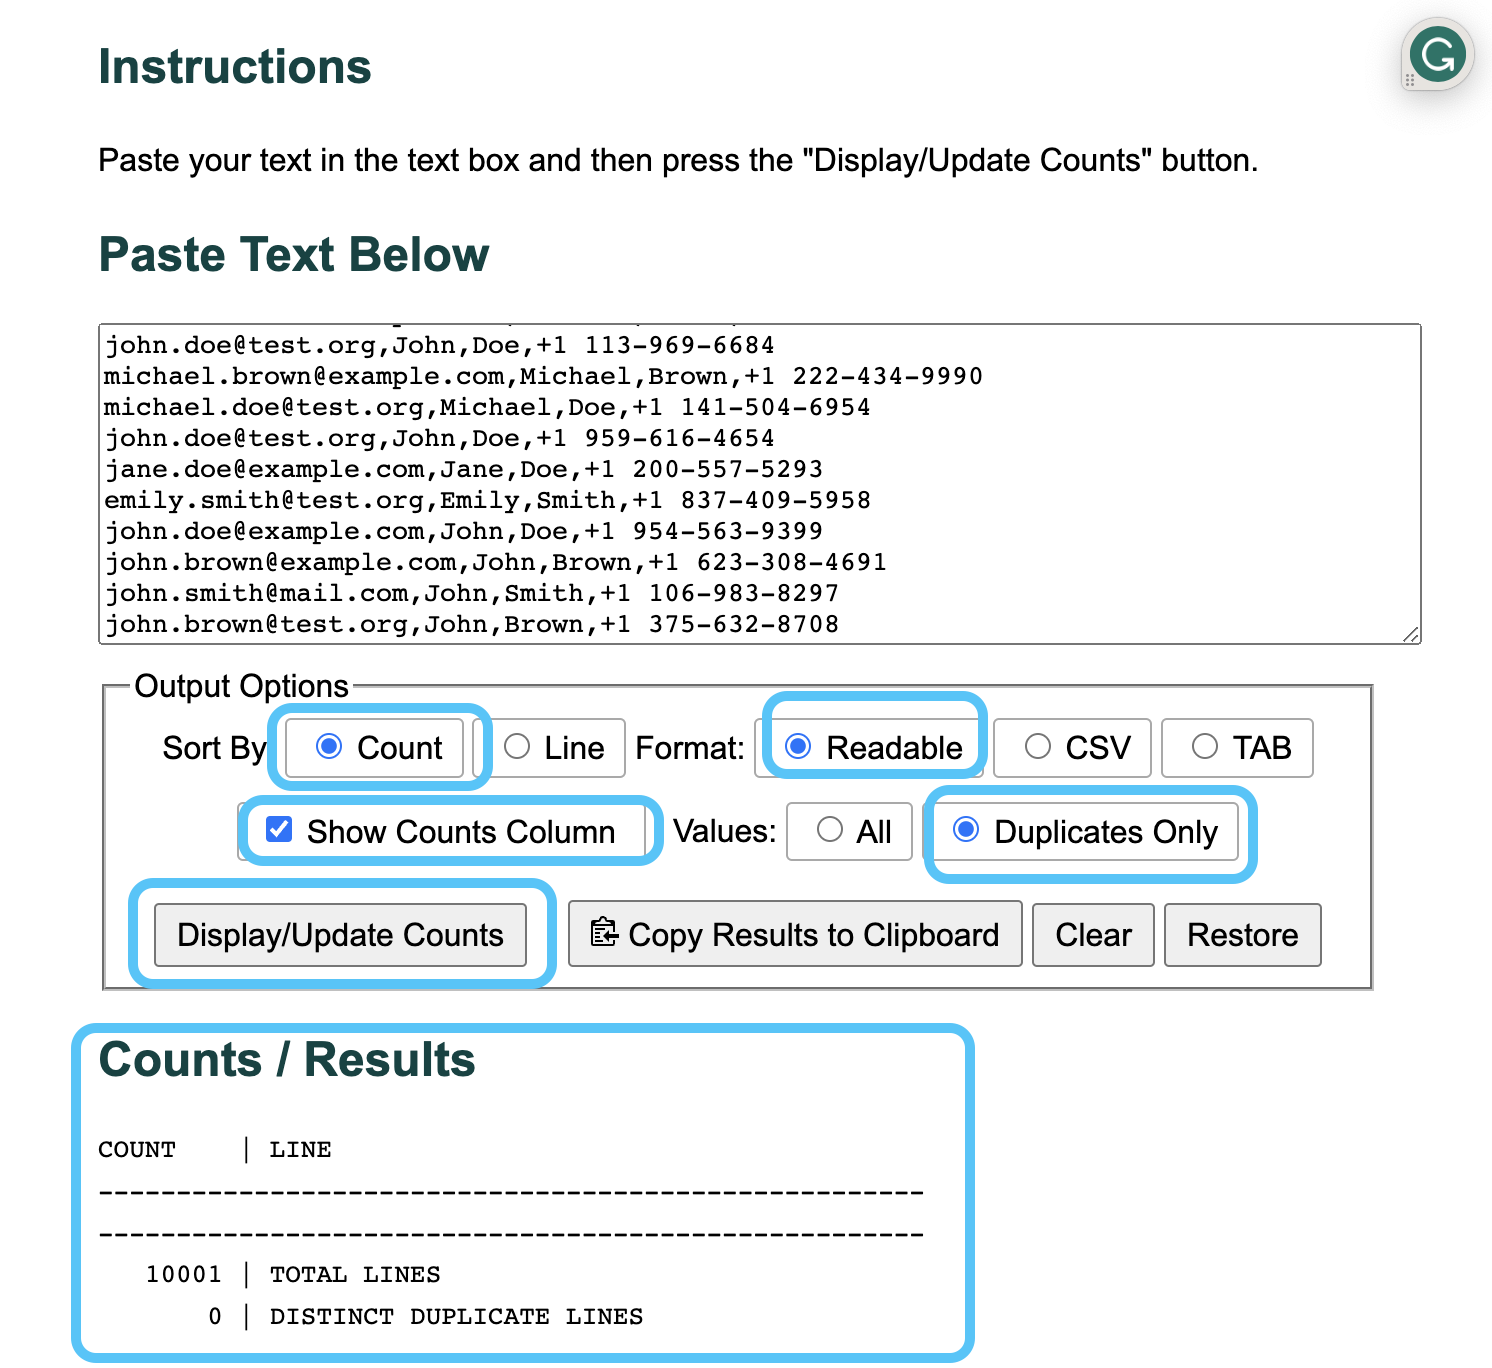 Instructions
Paste your text in the text box and then press the "Display/Update Counts" button.
Paste Text Below
john.doe@test.org,John,Doe,+1 113-969-6684
michael.brown@example.com,Michael,Brown,+1 222-434-9990
michael.doe@test.org,Michael,Doe,+1 141-504-6954
john.doe@test.org,John,Doe,+1 959-616-4654
jane.doe@example.com,Jane,Doe,+1 200-557-5293
emily.smith@test.org,Emily,Smith,+1 837-409-5958
john.doe@example.com,John,Doe,+1 954-563-9399
john.brown@example.com,John,Brown,+1 623-308-4691
john.smith@mail.com,John,Smith,+1 106-983-8297
john.brown@test.org,John,Brown,+1 375-632-8708
Output Options
Sort By Count Line Format: Readable CSV TAB
Show Counts Column Values: All Duplicates Only
Display/Update Counts Copy Results to Clipboard Clear Restore
Counts / Results
COUNT | LINE
-----------------------------------------------------
-----------------------------------------------------
10001 | TOTAL LINES
0 | DISTINCT DUPLICATE LINES